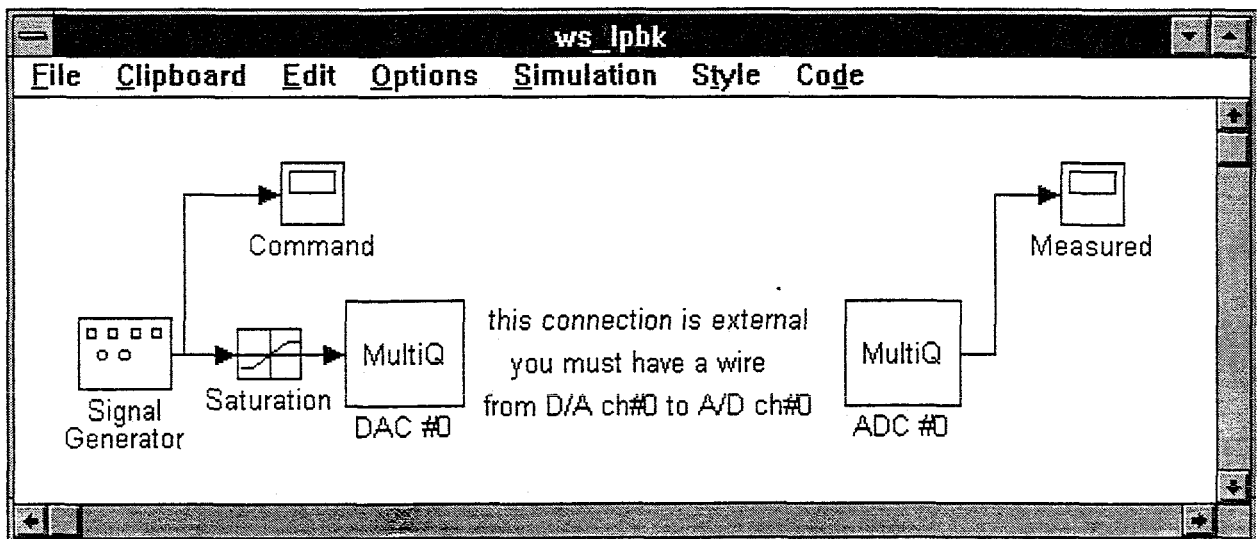 ws_lpbk
File Clipboard Edit Options Simulation Style Code
Command
Measured
Signal
Generator
Saturation
MultiQ
DAC #0
this connection is external
you must have a wire
from D/A ch#0 to A/D ch#0
MultiQ
ADC #0